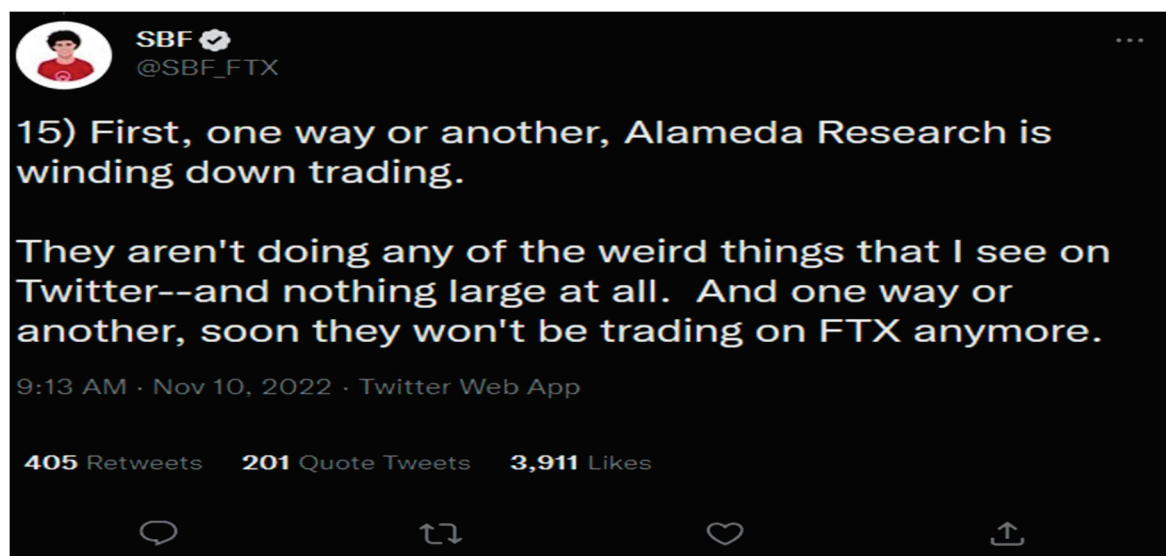 SBF
@SBF_FTX
15) First, one way or another, Alameda Research is
winding down trading.
They aren't doing any of the weird things that I see on
Twitter--and nothing large at all.  And one way or
another, soon they won't be trading on FTX anymore.
9:13 AM · Nov 10, 2022 · Twitter Web App
405 Retweets 201 Quote Tweets 3,911 Likes